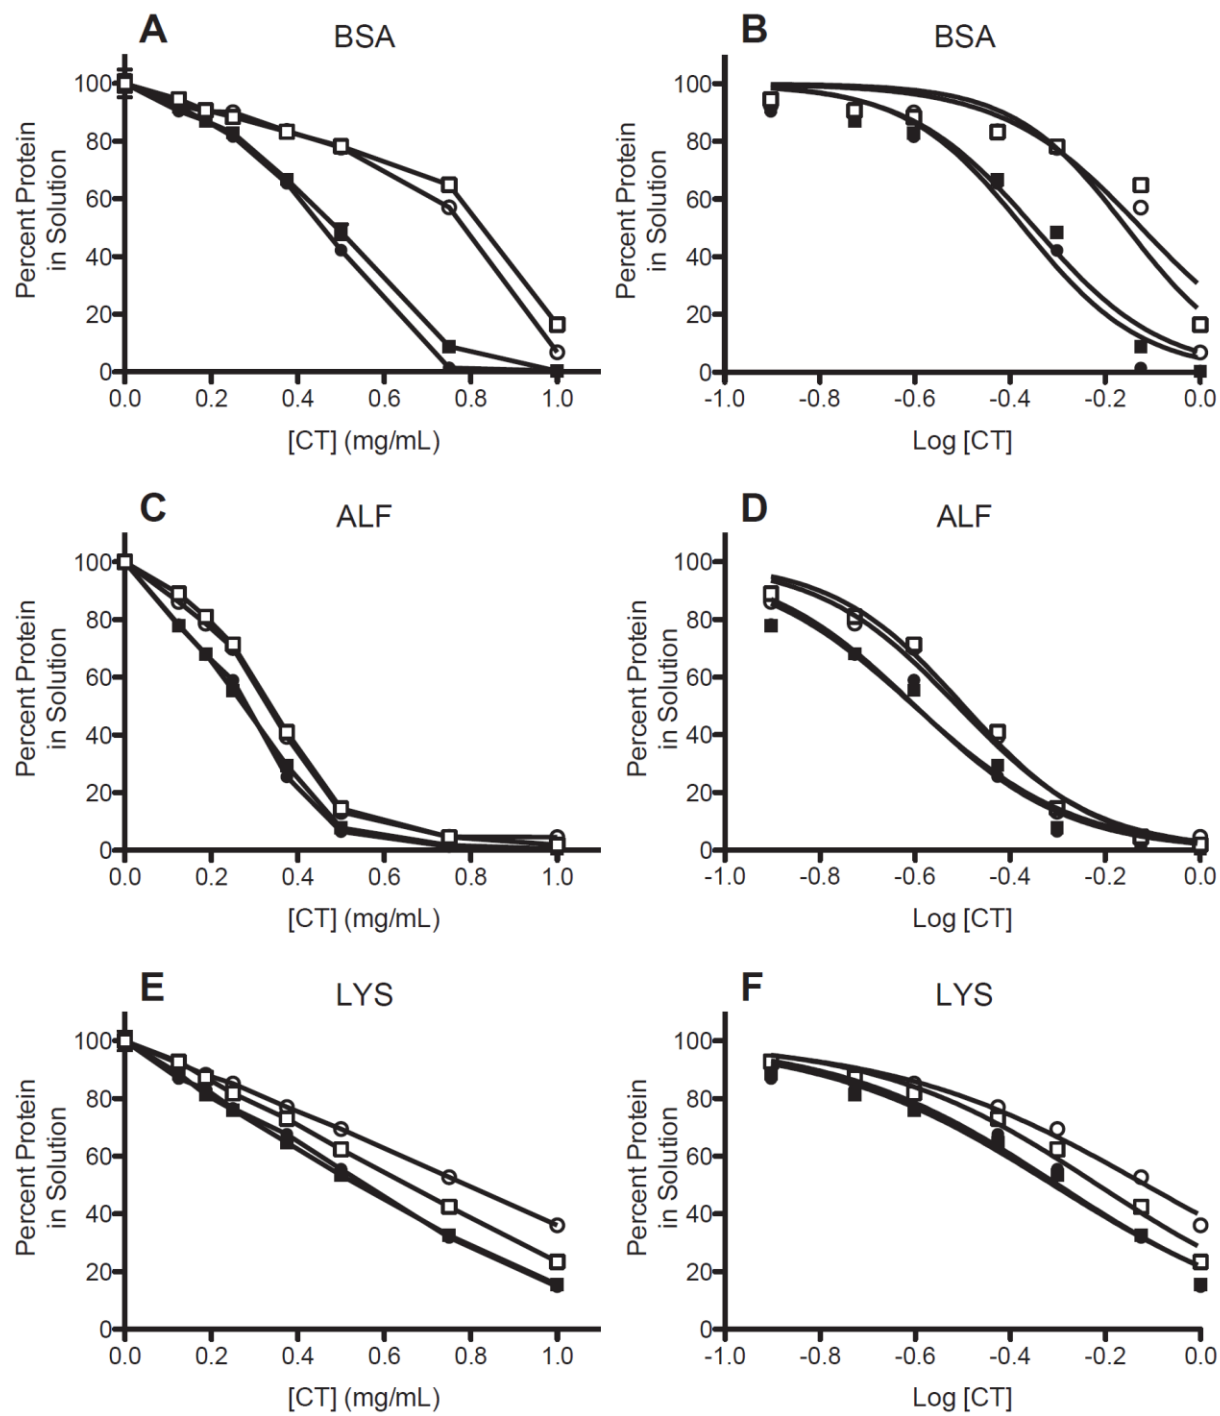 A BSA
Percent Protein
in Solution
100
80
60
40
20
0
0.0 0.2 0.4 0.6 0.8 1.0
[CT] (mg/mL)
B BSA
Percent Protein
in Solution
100
80
60
40
20
0
-1.0 -0.8 -0.6 -0.4 -0.2 0.0
Log [CT]
C ALF
Percent Protein
in Solution
100
80
60
40
20
0
0.0 0.2 0.4 0.6 0.8 1.0
[CT] (mg/mL)
D ALF
Percent Protein
in Solution
100
80
60
40
20
0
-1.0 -0.8 -0.6 -0.4 -0.2 0.0
Log [CT]
E LYS
Percent Protein
in Solution
100
80
60
40
20
0
0.0 0.2 0.4 0.6 0.8 1.0
[CT] (mg/mL)
F LYS
Percent Protein
in Solution
100
80
60
40
20
0
-1.0 -0.8 -0.6 -0.4 -0.2 0.0
Log [CT]